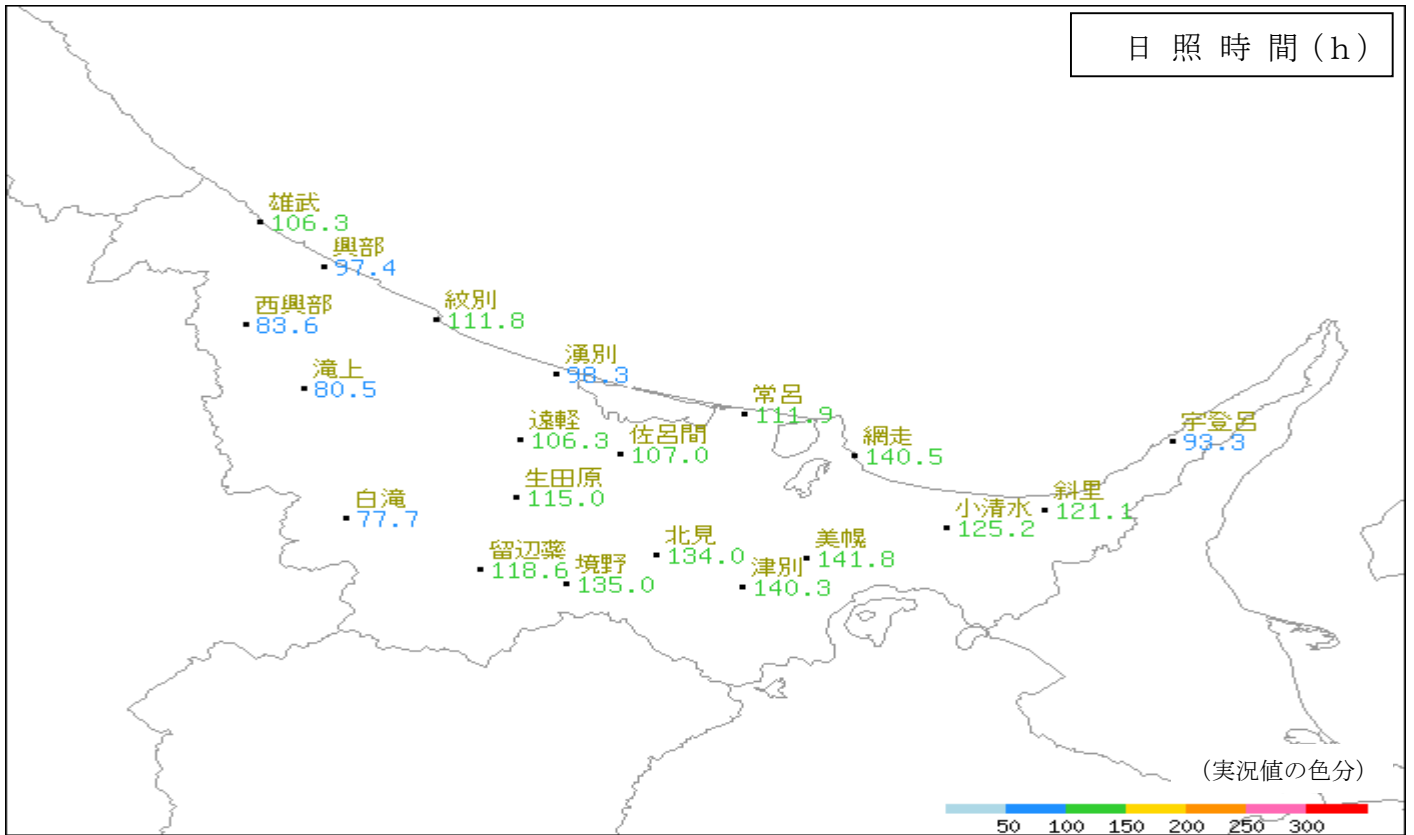 日 照 時 間 (h)
雄武
106.3
興部
97.4
西興部
83.6
紋別
111.8
滝上
80.5
湧別
98.3
常呂
111.9
遠軽
106.3
佐呂間
107.0
網走
140.5
宇登呂
93.3
生田原
115.0
白滝
77.7
斜里
121.1
小清水
125.2
留辺蘂
118.6
境野
135.0
北見
134.0
津別
140.3
美幌
141.8
(実況値の色分)
50 100 150 200 250 300